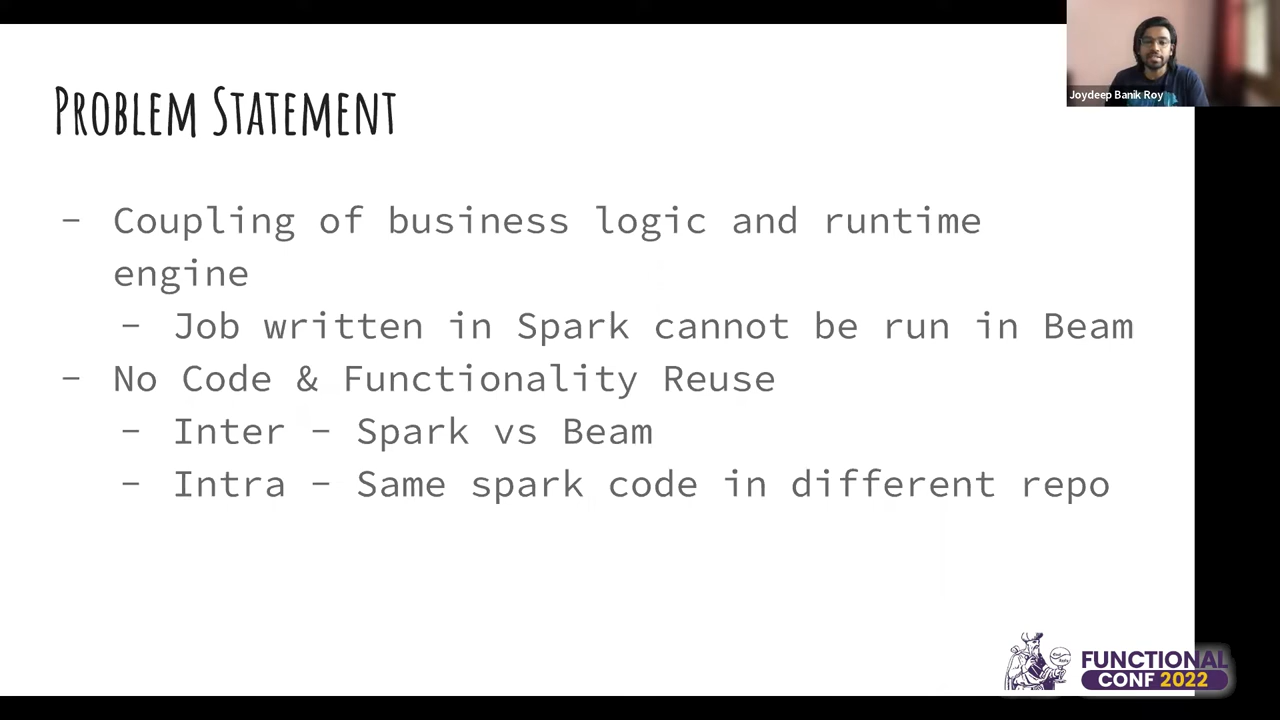 Joydeep Banik Roy
PROBLEM STATEMENT
- Coupling of business logic and runtime
engine
- Job written in Spark cannot be run in Beam
- No Code & Functionality Reuse
- Inter - Spark vs Beam
- Intra - Same spark code in different repo
FUNCTIONAL
CONF 2022